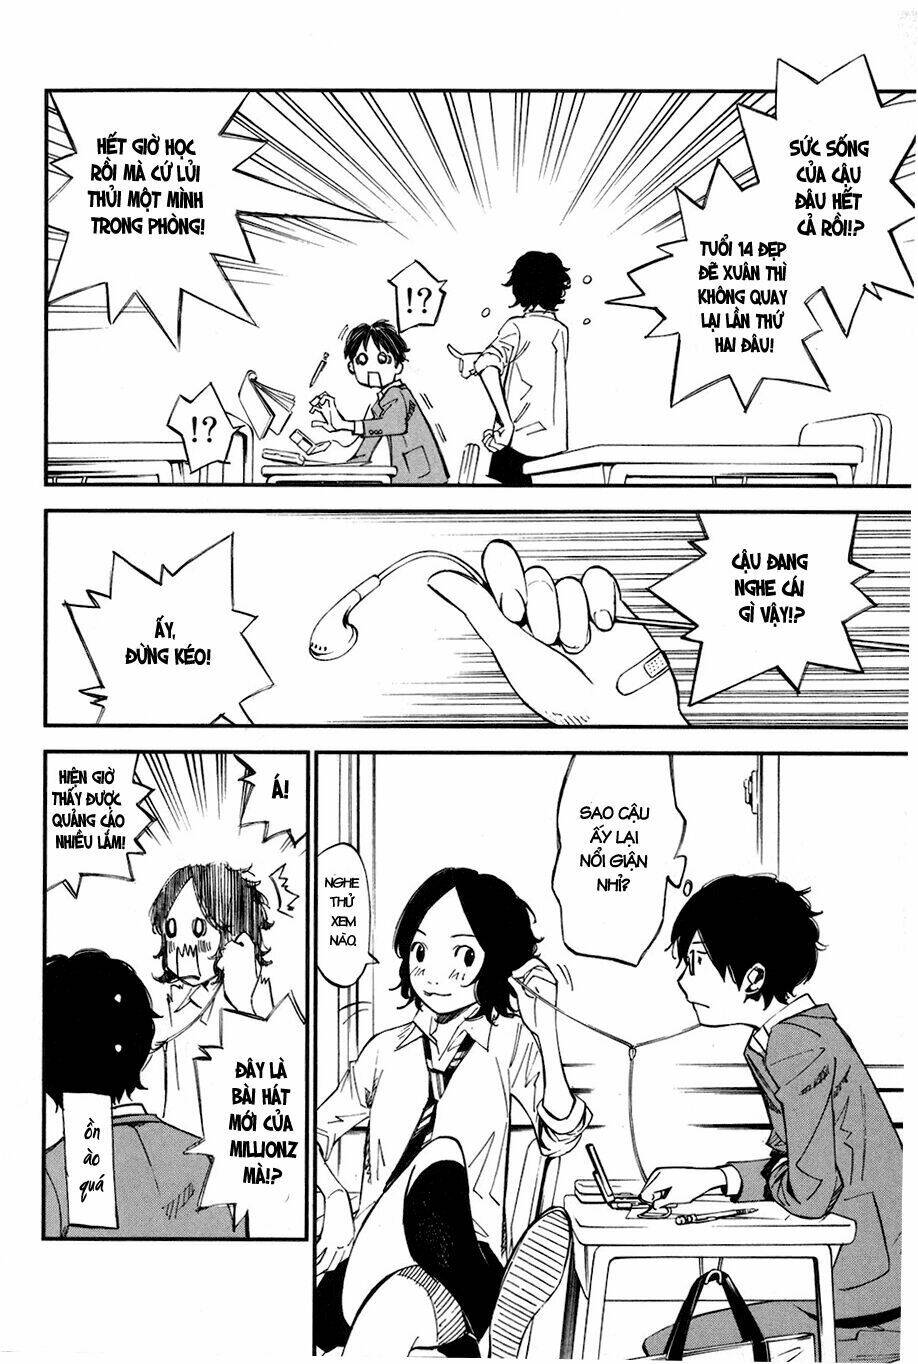 SỨC SỐNG
CỦA CẬU
ĐÂU HẾT
CẢ RỒI!?
TUỔI 14 ĐẸP
ĐẼ XUÂN THÌ
KHÔNG QUAY
LẠI LẦN THỨ
HAI ĐÂU!
HẾT GIỜ HỌC
RỒI MÀ CỨ LỦI
THỦI MỘT MÌNH
TRONG PHÒNG!
!?
!?
CẬU ĐANG
NGHE CÁI
GÌ VẬY!?
ẤY,
ĐỪNG KÉO!
SAO CẬU
ẤY LẠI
NỔI GIẬN
NHỈ?
NGHE
THỬ
XEM
NÀO.
Á!
HIỆN GIỜ
THẤY ĐƯỢC
QUẢNG CÁO
NHIỀU LẮM!
ĐÂY LÀ
BÀI HÁT
MỚI CỦA
MILLIONZ
MÀ!?
ồn
ào
quá